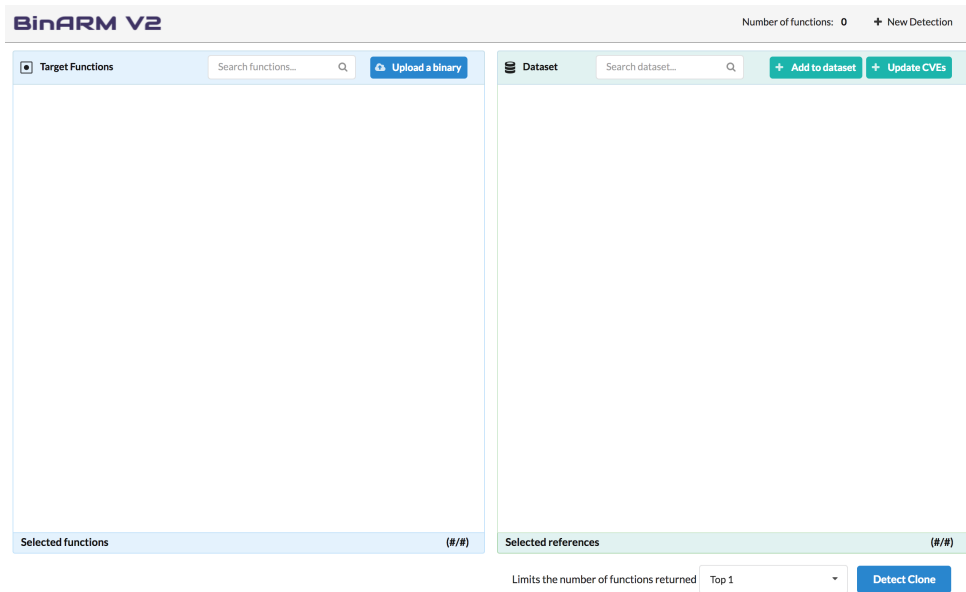 BinARM V2
Number of functions: 0
New Detection
Target Functions
Search functions...
Upload a binary
Dataset
Search dataset...
Add to dataset
Update CVEs
Selected functions
(#/#)
Selected references
(#/#)
Limits the number of functions returned
Top 1
Detect Clone